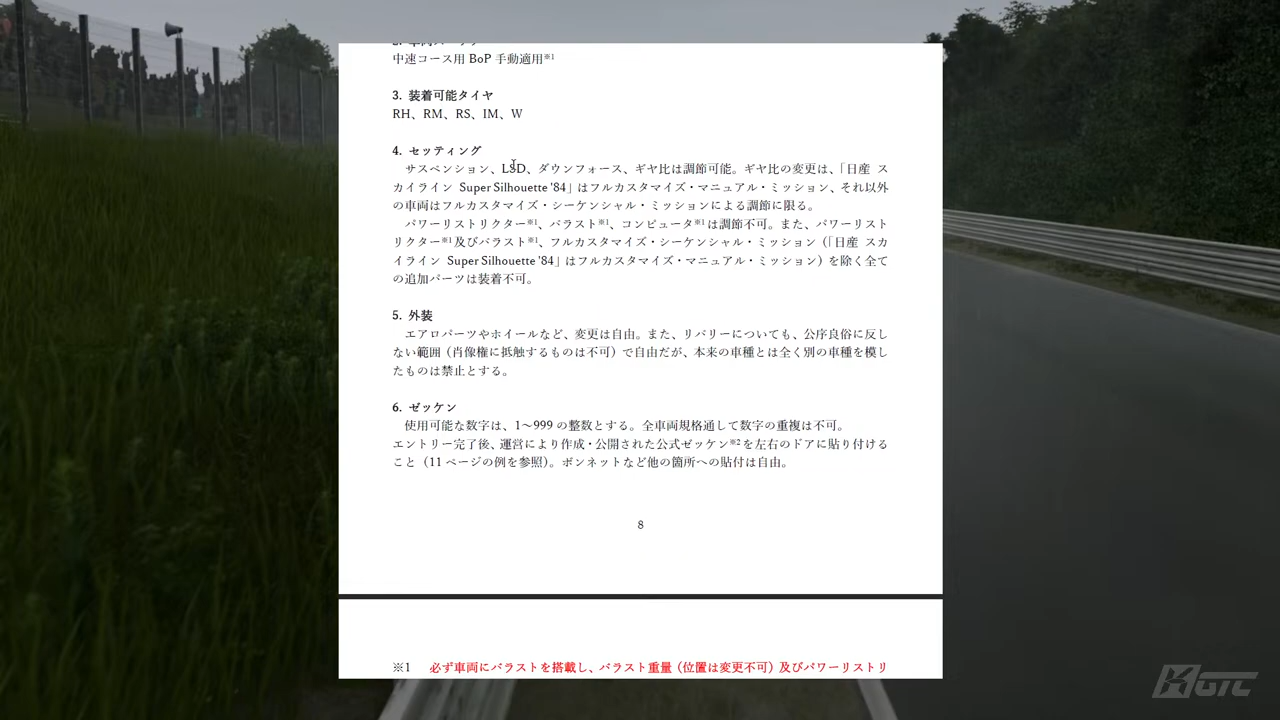 中速コース用 BoP 手動適用※1
3. 装着可能タイヤ
RH、RM、RS、IM、W
4. セッティング
サスペンション、LSD、ダウンフォース、ギヤ比は調節可能。ギヤ比の変更は、「日産 ス
カイライン Super Silhouette '84」はフルカスタマイズ・マニュアル・ミッション、それ以外
の車両はフルカスタマイズ・シーケンシャル・ミッションによる調節に限る。
パワーリストリクター※1、バラスト※1、コンピュータ※1は調節不可。また、パワーリスト
リクター※1及びバラスト※1、フルカスタマイズ・シーケンシャル・ミッション（「日産 スカ
イライン Super Silhouette '84」はフルカスタマイズ・マニュアル・ミッション）を除く全て
の追加パーツは装着不可。
5. 外装
エアロパーツやホイールなど、変更は自由。また、リバリーについても、公序良俗に反し
ない範囲（肖像権に抵触するものは不可）で自由だが、本来の車種とは全く別の車種を模し
たものは禁止とする。
6. ゼッケン
使用可能な数字は、1～999 の整数とする。全車両規格通して数字の重複は不可。
エントリー完了後、運営により作成・公開された公式ゼッケン※2を左右のドアに貼り付ける
こと（11 ページの例を参照）。ボンネットなど他の箇所への貼付は自由。
8
※1 必ず車両にバラストを搭載し、バラスト重量（位置は変更不可）及びパワーリストリ